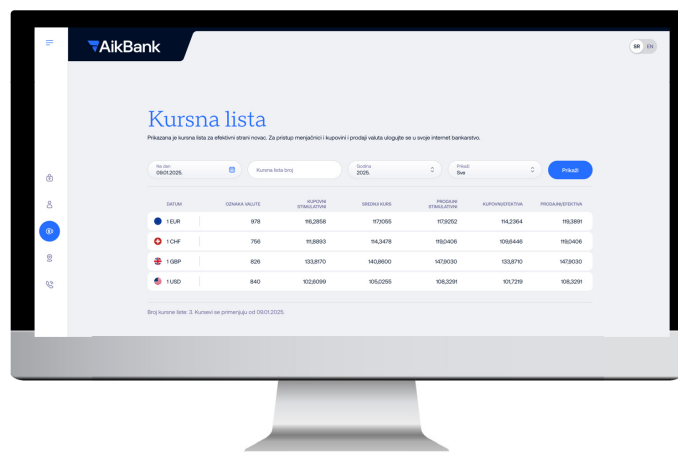 AikBank
SR EN
Kursna lista
Prikazana je kursna lista za efektivni strani novac. Za pristup menjačnici i kupovini i prodaji valuta ulogujte se u svoje internet bankarstvo.
Na dan Godina Prikaži
09.01.2025. Kursna lista broj 2025. Sve Prikaži
DATUM OZNAKA VALUTE KUPOVNI STIMULATIVNI SREDNJI KURS PRODAJNI STIMULATIVNI KUPOVNI/EFEKTIVA PRODAJNI/EFEKTIVA
1 EUR 978 116,2858 117,1055 117,9252 114,2364 119,3891
1 CHF 756 111,8893 114,3478 119,0406 109,6446 119,0406
1 GBP 826 133,8170 140,8600 147,9030 133,8710 147,9030
1 USD 840 102,6099 105,0255 108,3291 101,7219 108,3291
Broj kursne liste: 3. Kursevi se primenjuju od 09.01.2025.